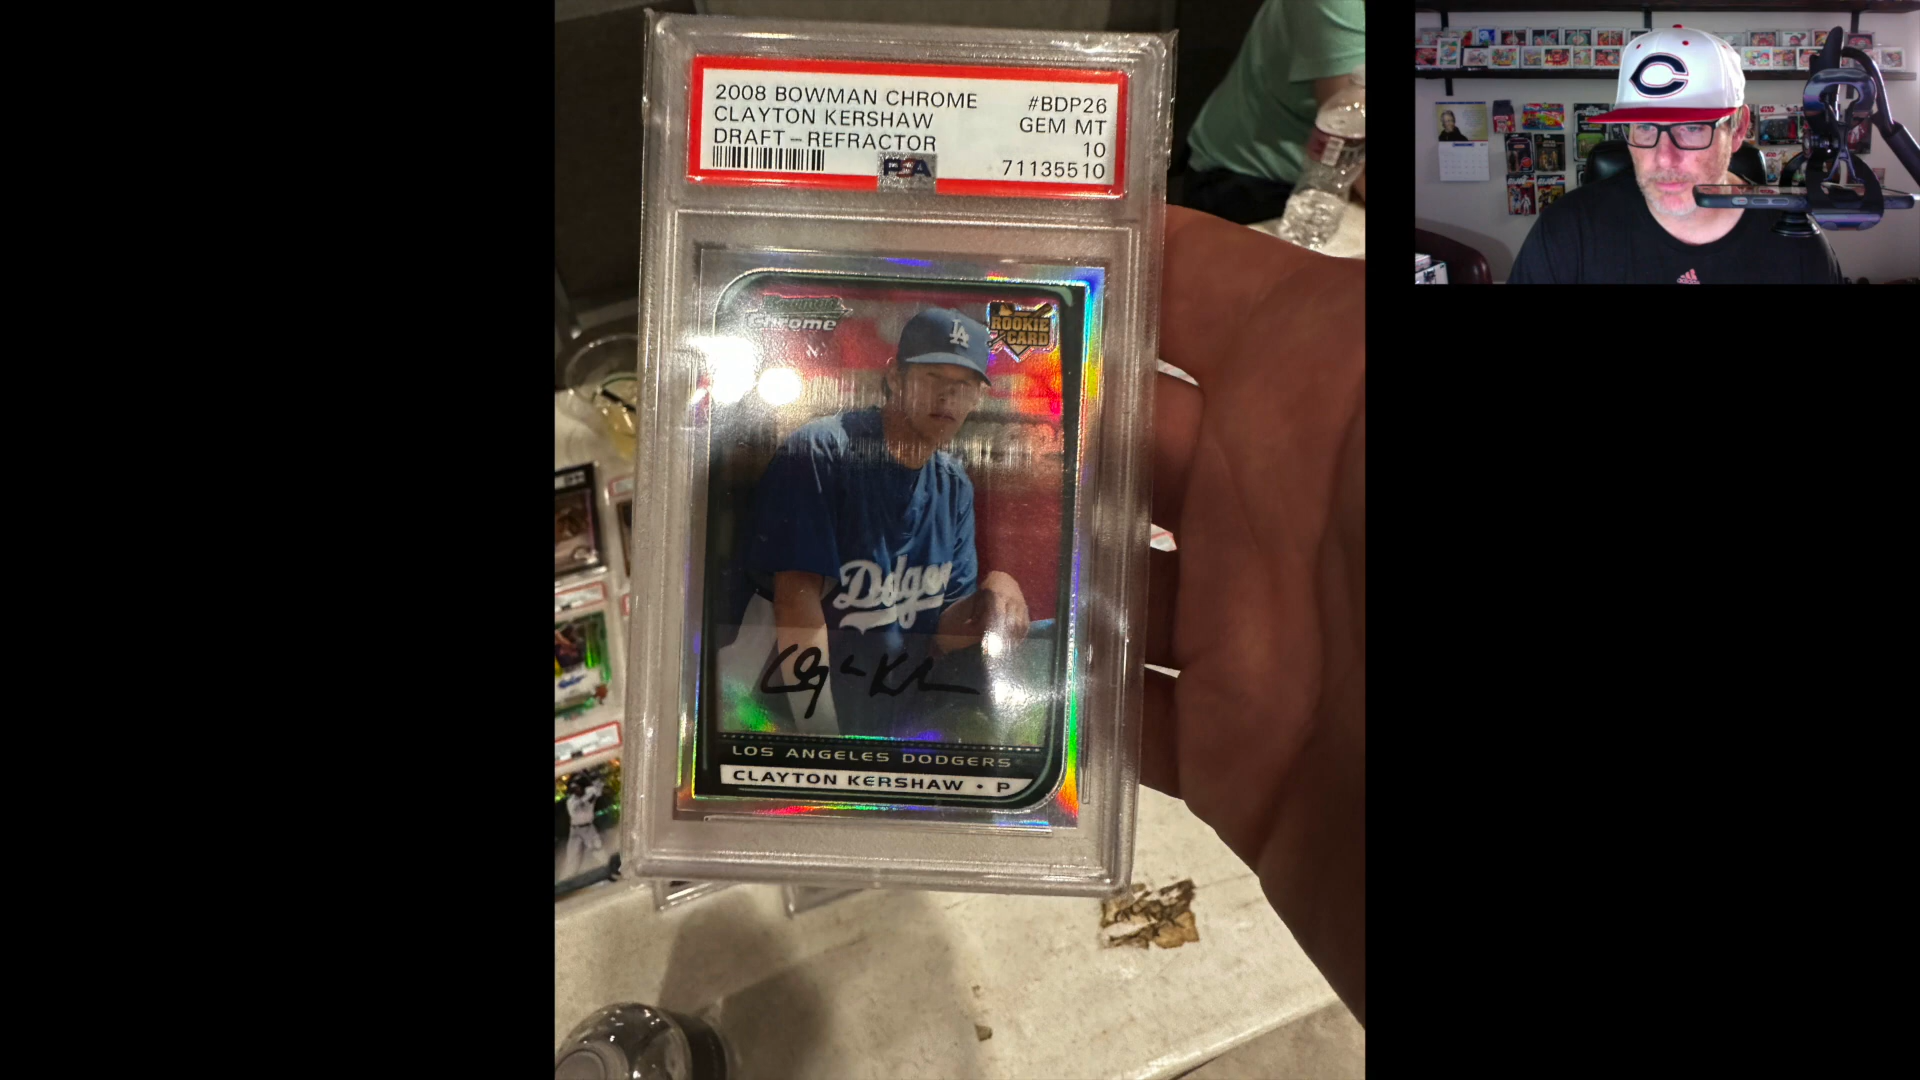 2008 BOWMAN CHROME #BDP26
CLAYTON KERSHAW GEM MT
DRAFT-REFRACTOR 10
PSA 71135510
Bowman
Chrome
LA
ROOKIE
CARD
Dodgers
LOS ANGELES DODGERS
CLAYTON KERSHAW • P
C